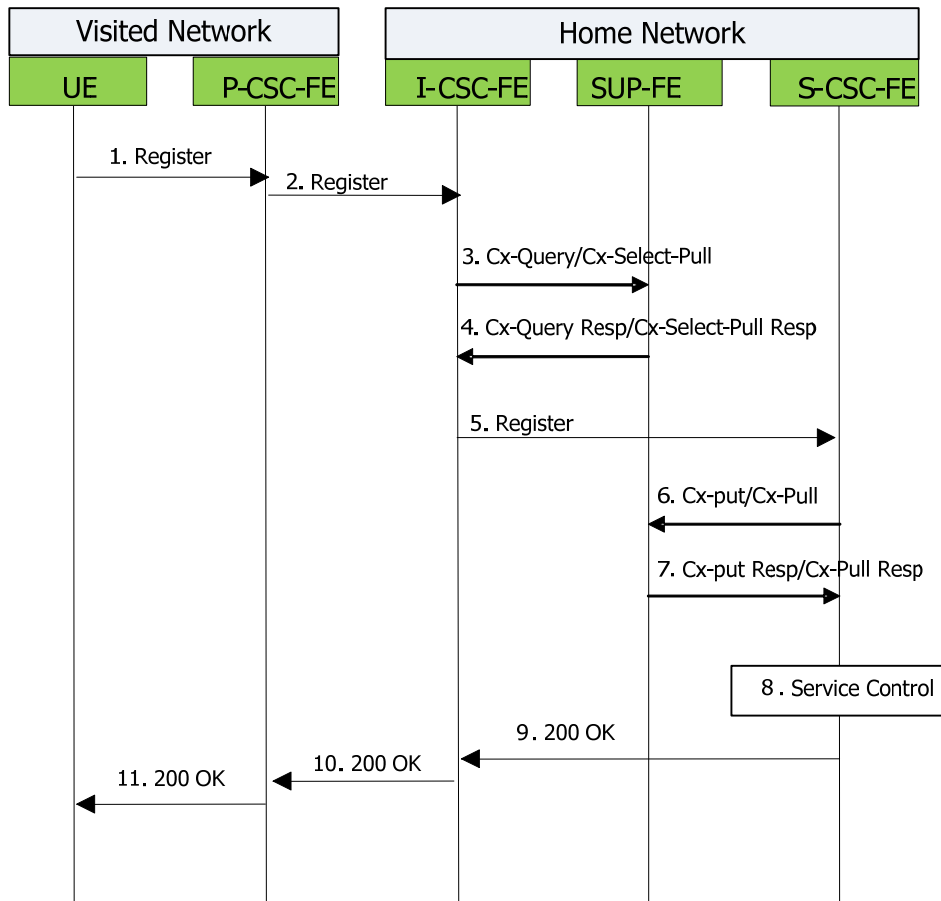 Visited Network
Home Network
UE
P-CSC-FE
I-CSC-FE
SUP-FE
S-CSC-FE
1. Register
2. Register
3. Cx-Query/Cx-Select-Pull
4. Cx-Query Resp/Cx-Select-Pull Resp
5. Register
6. Cx-put/Cx-Pull
7. Cx-put Resp/Cx-Pull Resp
8. Service Control
9. 200 OK
10. 200 OK
11. 200 OK